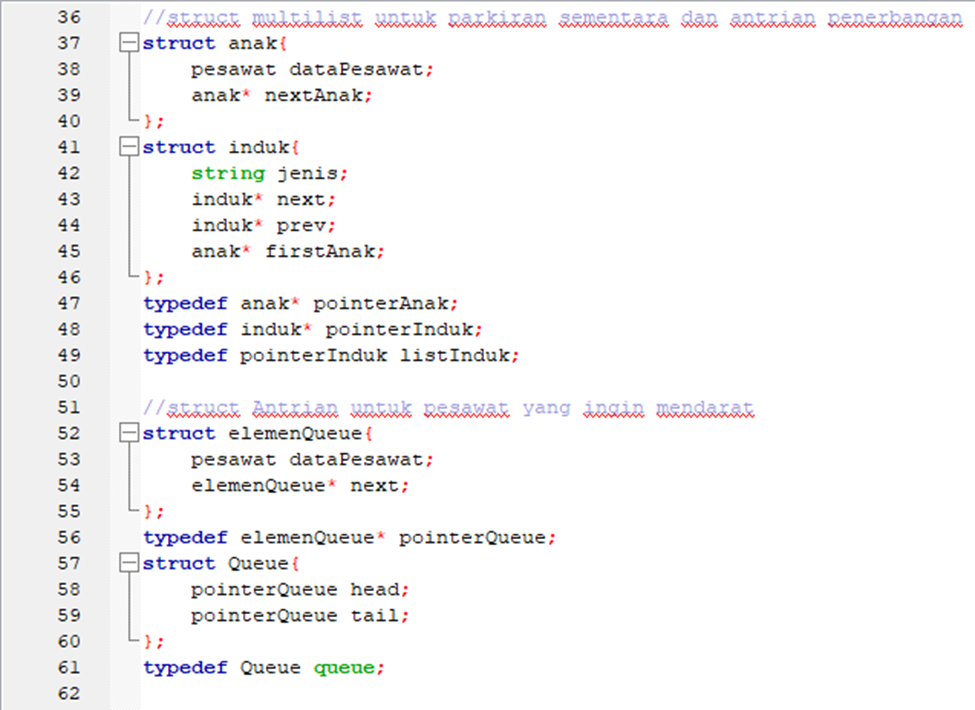 36 //struct multilist untuk parkiran sementara dan antrian penerbangan
37 struct anak{
38 pesawat dataPesawat;
39 anak* nextAnak;
40 };
41 struct induk{
42 string jenis;
43 induk* next;
44 induk* prev;
45 anak* firstAnak;
46 };
47 typedef anak* pointerAnak;
48 typedef induk* pointerInduk;
49 typedef pointerInduk listInduk;
50
51 //struct Antrian untuk pesawat yang ingin mendarat
52 struct elemenQueue{
53 pesawat dataPesawat;
54 elemenQueue* next;
55 };
56 typedef elemenQueue* pointerQueue;
57 struct Queue{
58 pointerQueue head;
59 pointerQueue tail;
60 };
61 typedef Queue queue;
62